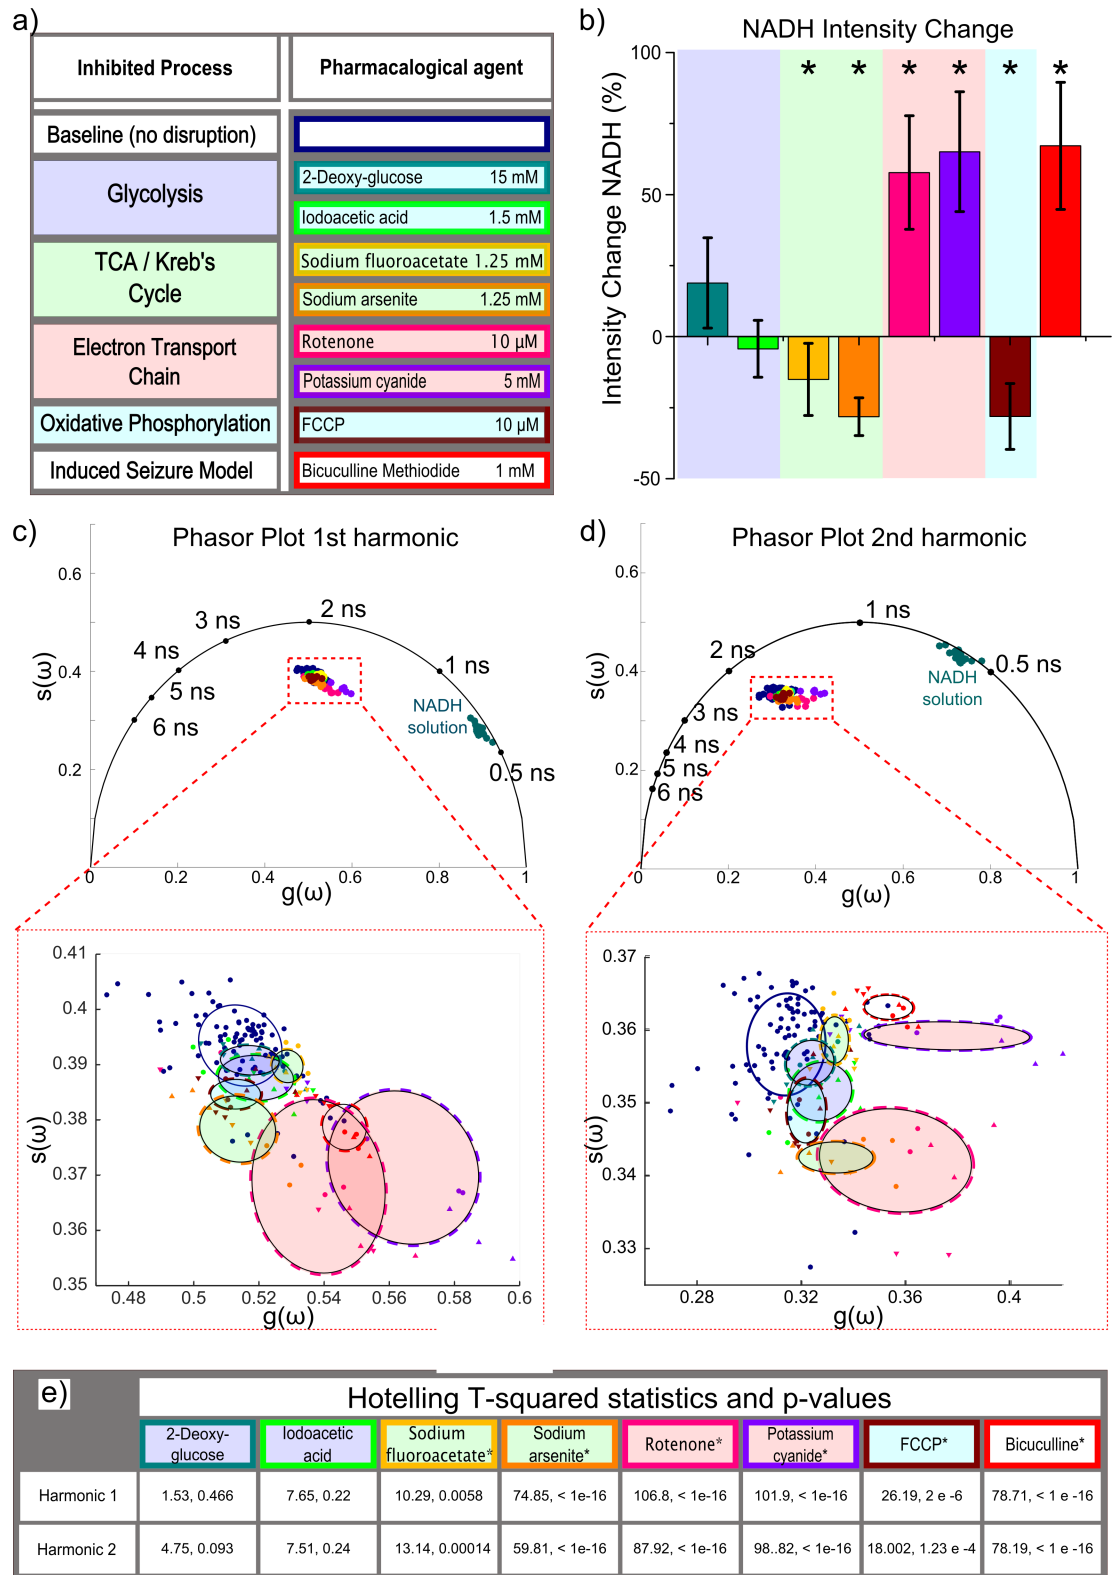 a)
Inhibited Process Pharmacalogical agent
Baseline (no disruption)
Glycolysis
2-Deoxy-glucose 15 mM
Iodoacetic acid 1.5 mM
TCA / Kreb's
Cycle
Sodium fluoroacetate 1.25 mM
Sodium arsenite 1.25 mM
Electron Transport
Chain
Rotenone 10 µM
Potassium cyanide 5 mM
Oxidative Phosphorylation FCCP 10 µM
Induced Seizure Model Bicuculline Methiodide 1 mM
b)
NADH Intensity Change
Intensity Change NADH (%)
100
50
0
-50
* * * * * *
c)
Phasor Plot 1st harmonic
s(ω)
0.6
0.4
0.2
0 0.2 0.4 0.6 0.8 1
g(ω)
2 ns
3 ns
4 ns
5 ns
6 ns
1 ns
0.5 ns
NADH
solution
0.41
0.4
0.39
0.38
0.37
0.36
0.35
s(ω)
0.48 0.5 0.52 0.54 0.56 0.58 0.6
g(ω)
d)
Phasor Plot 2nd harmonic
s(ω)
0.6
0.4
0.2
0 0.2 0.4 0.6 0.8 1
g(ω)
1 ns
2 ns
3 ns
4 ns
5 ns
6 ns
0.5 ns
NADH
solution
0.37
0.36
0.35
0.34
0.33
s(ω)
0.28 0.32 0.36 0.4
g(ω)
e)
Hotelling T-squared statistics and p-values
2-Deoxy-
glucose
Iodoacetic
acid
Sodium
fluoroacetate*
Sodium
arsenite*
Rotenone*
Potassium
cyanide*
FCCP*
Bicuculline*
Harmonic 1 1.53, 0.466 7.65, 0.22 10.29, 0.0058 74.85, < 1e-16 106.8, < 1e-16 101.9, < 1e-16 26.19, 2 e -6 78.71, < 1 e -16
Harmonic 2 4.75, 0.093 7.51, 0.24 13.14, 0.00014 59.81, < 1e-16 87.92, < 1e-16 98..82, < 1e-16 18.002, 1.23 e -4 78.19, < 1 e -16